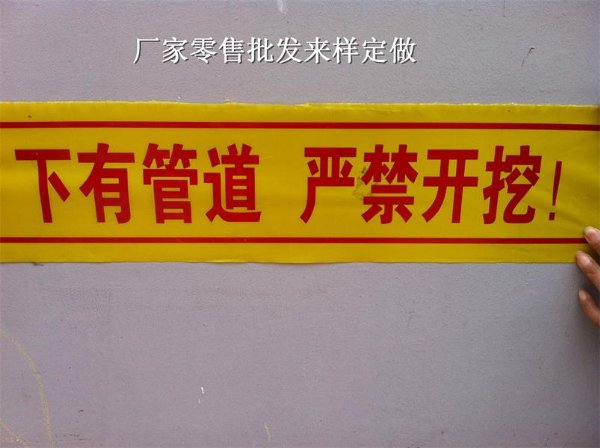 厂家零售批发来样定做
下有管道 严禁开挖！